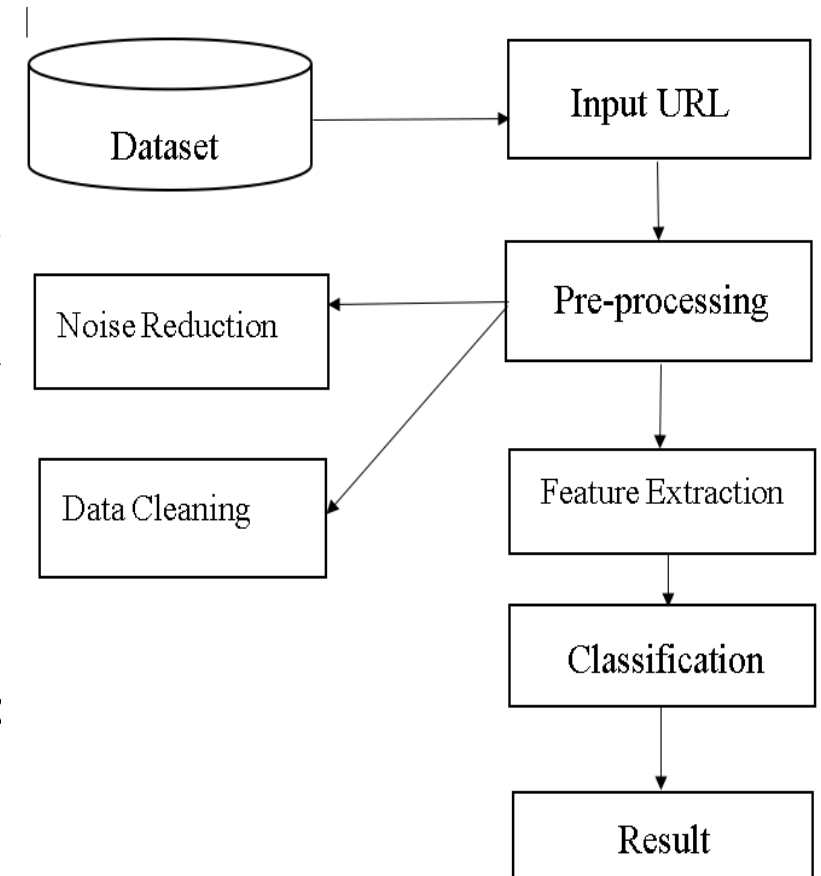 Dataset
Input URL
Pre-processing
Noise Reduction
Data Cleaning
Feature Extraction
Classification
Result